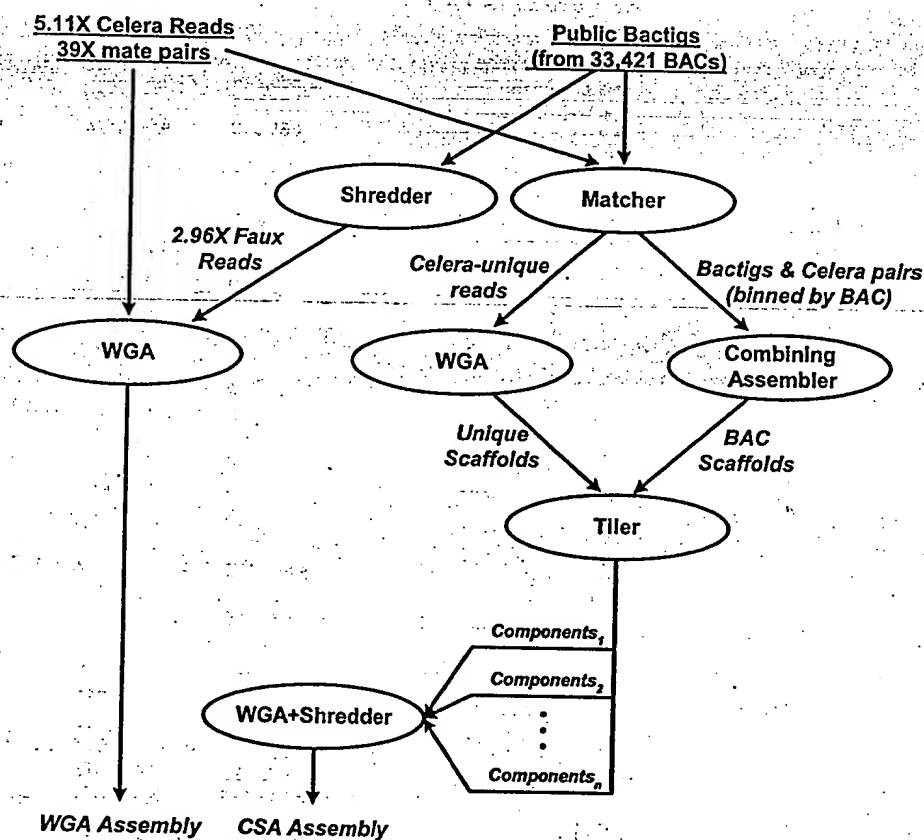 5.11X Celera Reads
39X mate pairs
Public Bactigs
(from 33,421 BACs)
Shredder
Matcher
2.96X Faux
Reads
Celera-unique
reads
Bactigs & Celera pairs
(binned by BAC)
WGA
WGA
Combining
Assembler
Unique
Scaffolds
BAC
Scaffolds
Tiler
Components1
Components2
WGA+Shredder
Componentsn
WGA Assembly
CSA Assembly